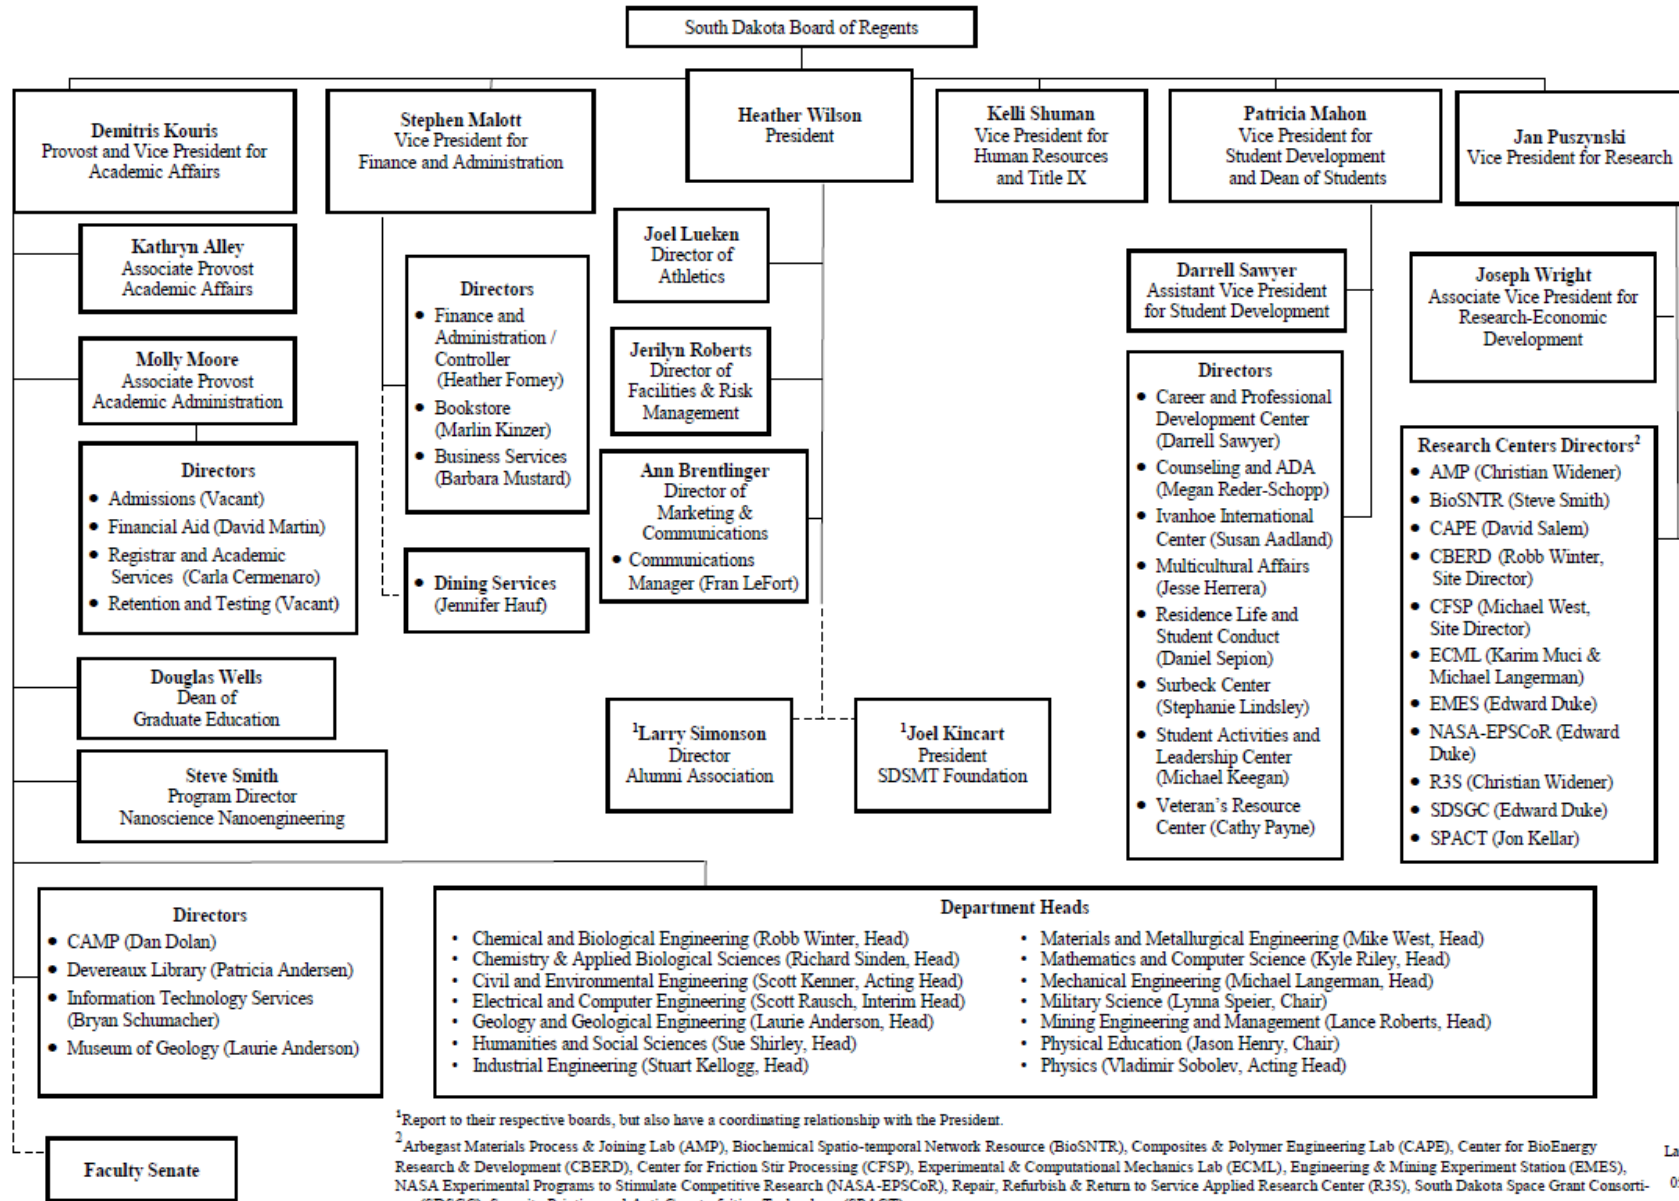 South Dakota Board of Regents
Demitris Kouris
Provost and Vice President for
Academic Affairs
Stephen Malott
Vice President for
Finance and Administration
Heather Wilson
President
Kelli Shuman
Vice President for
Human Resources
and Title IX
Patricia Mahon
Vice President for
Student Development
and Dean of Students
Jan Puszynski
Vice President for Research
Kathryn Alley
Associate Provost
Academic Affairs
Molly Moore
Associate Provost
Academic Administration
Directors
• Admissions (Vacant)
• Financial Aid (David Martin)
• Registrar and Academic
Services (Carla Cermenaro)
• Retention and Testing (Vacant)
Douglas Wells
Dean of
Graduate Education
Steve Smith
Program Director
Nanoscience Nanoengineering
Directors
• Finance and
Administration /
Controller
(Heather Forney)
• Bookstore
(Marlin Kinzer)
• Business Services
(Barbara Mustard)
• Dining Services
(Jennifer Hauf)
Joel Lueken
Director of
Athletics
Jerilyn Roberts
Director of
Facilities & Risk
Management
Ann Brentlinger
Director of
Marketing &
Communications
• Communications
Manager (Fran LeFort)
¹Larry Simonson
Director
Alumni Association
¹Joel Kincart
President
SDSMT Foundation
Darrell Sawyer
Assistant Vice President
for Student Development
Directors
• Career and Professional
Development Center
(Darrell Sawyer)
• Counseling and ADA
(Megan Reder-Schopp)
• Ivanhoe International
Center (Susan Aadland)
• Multicultural Affairs
(Jesse Herrera)
• Residence Life and
Student Conduct
(Daniel Sepion)
• Surbeck Center
(Stephanie Lindsley)
• Student Activities and
Leadership Center
(Michael Keegan)
• Veteran's Resource
Center (Cathy Payne)
Joseph Wright
Associate Vice President for
Research-Economic
Development
Research Centers Directors²
• AMP (Christian Widener)
• BioSNTR (Steve Smith)
• CAPE (David Salem)
• CBERD (Robb Winter,
Site Director)
• CFSP (Michael West,
Site Director)
• ECML (Karim Muci &
Michael Langerman)
• EMES (Edward Duke)
• NASA-EPSCoR (Edward
Duke)
• R3S (Christian Widener)
• SDSGC (Edward Duke)
• SPACT (Jon Kellar)
Directors
• CAMP (Dan Dolan)
• Devereaux Library (Patricia Andersen)
• Information Technology Services
(Bryan Schumacher)
• Museum of Geology (Laurie Anderson)
Department Heads
• Chemical and Biological Engineering (Robb Winter, Head)
• Chemistry & Applied Biological Sciences (Richard Sinden, Head)
• Civil and Environmental Engineering (Scott Kenner, Acting Head)
• Electrical and Computer Engineering (Scott Rausch, Interim Head)
• Geology and Geological Engineering (Laurie Anderson, Head)
• Humanities and Social Sciences (Sue Shirley, Head)
• Industrial Engineering (Stuart Kellogg, Head)
• Materials and Metallurgical Engineering (Mike West, Head)
• Mathematics and Computer Science (Kyle Riley, Head)
• Mechanical Engineering (Michael Langerman, Head)
• Military Science (Lynna Speier, Chair)
• Mining Engineering and Management (Lance Roberts, Head)
• Physical Education (Jason Henry, Chair)
• Physics (Vladimir Sobolev, Acting Head)
Faculty Senate
¹Report to their respective boards, but also have a coordinating relationship with the President.
²Arbegast Materials Process & Joining Lab (AMP), Biochemical Spatio-temporal Network Resource (BioSNTR), Composites & Polymer Engineering Lab (CAPE), Center for BioEnergy
Research & Development (CBERD), Center for Friction Stir Processing (CFSP), Experimental & Computational Mechanics Lab (ECML), Engineering & Mining Experiment Station (EMES),
NASA Experimental Programs to Stimulate Competitive Research (NASA-EPSCoR), Repair, Refurbish & Return to Service Applied Research Center (R3S), South Dakota Space Grant Consorti-